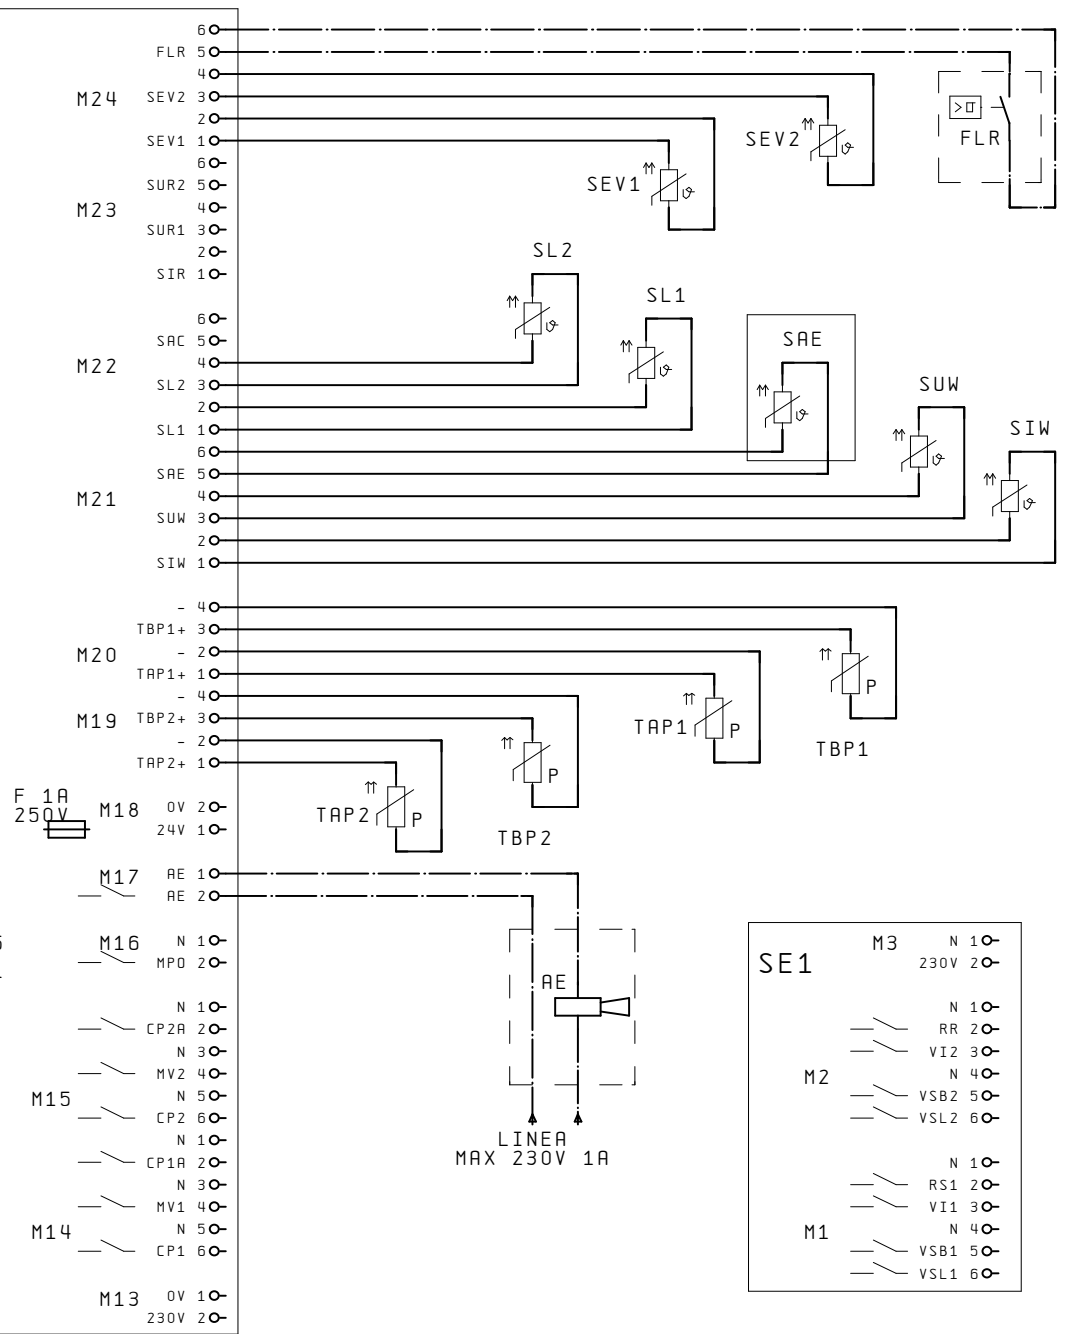 6
FLR 5
4
M24 SEV2 3
2
SEV1 1
6
SUR2 5
M23 4
SUR1 3
2
SIR 1
SEV2
FLR
SEV1
SL2
SL1
SAE
SUW
SIW
6
SAC 5
M22 4
SL2 3
2
SL1 1
6
SAE 5
M21 4
SUW 3
2
SIW 1
- 4
TBP1+ 3
M20 - 2
TAP1+ 1
- 4
M19 TBP2+ 3
- 2
TAP2+ 1
P
TBP1
TAP1 P
P
TBP2
TAP2 P
F 1A
250V
M18 0V 2
24V 1
M17 AE 1
AE 2
M16 N 1
MPO 2
N 1
CP2A 2
N 3
MV2 4
M15 N 5
CP2 6
N 1
CP1A 2
N 3
MV1 4
M14 N 5
CP1 6
M13 0V 1
230V 2
AE
LINEA
MAX 230V 1A
SE1
M3 N 1
230V 2
N 1
RR 2
VI2 3
M2 N 4
VSB2 5
VSL2 6
N 1
RS1 2
VI1 3
M1 N 4
VSB1 5
VSL1 6